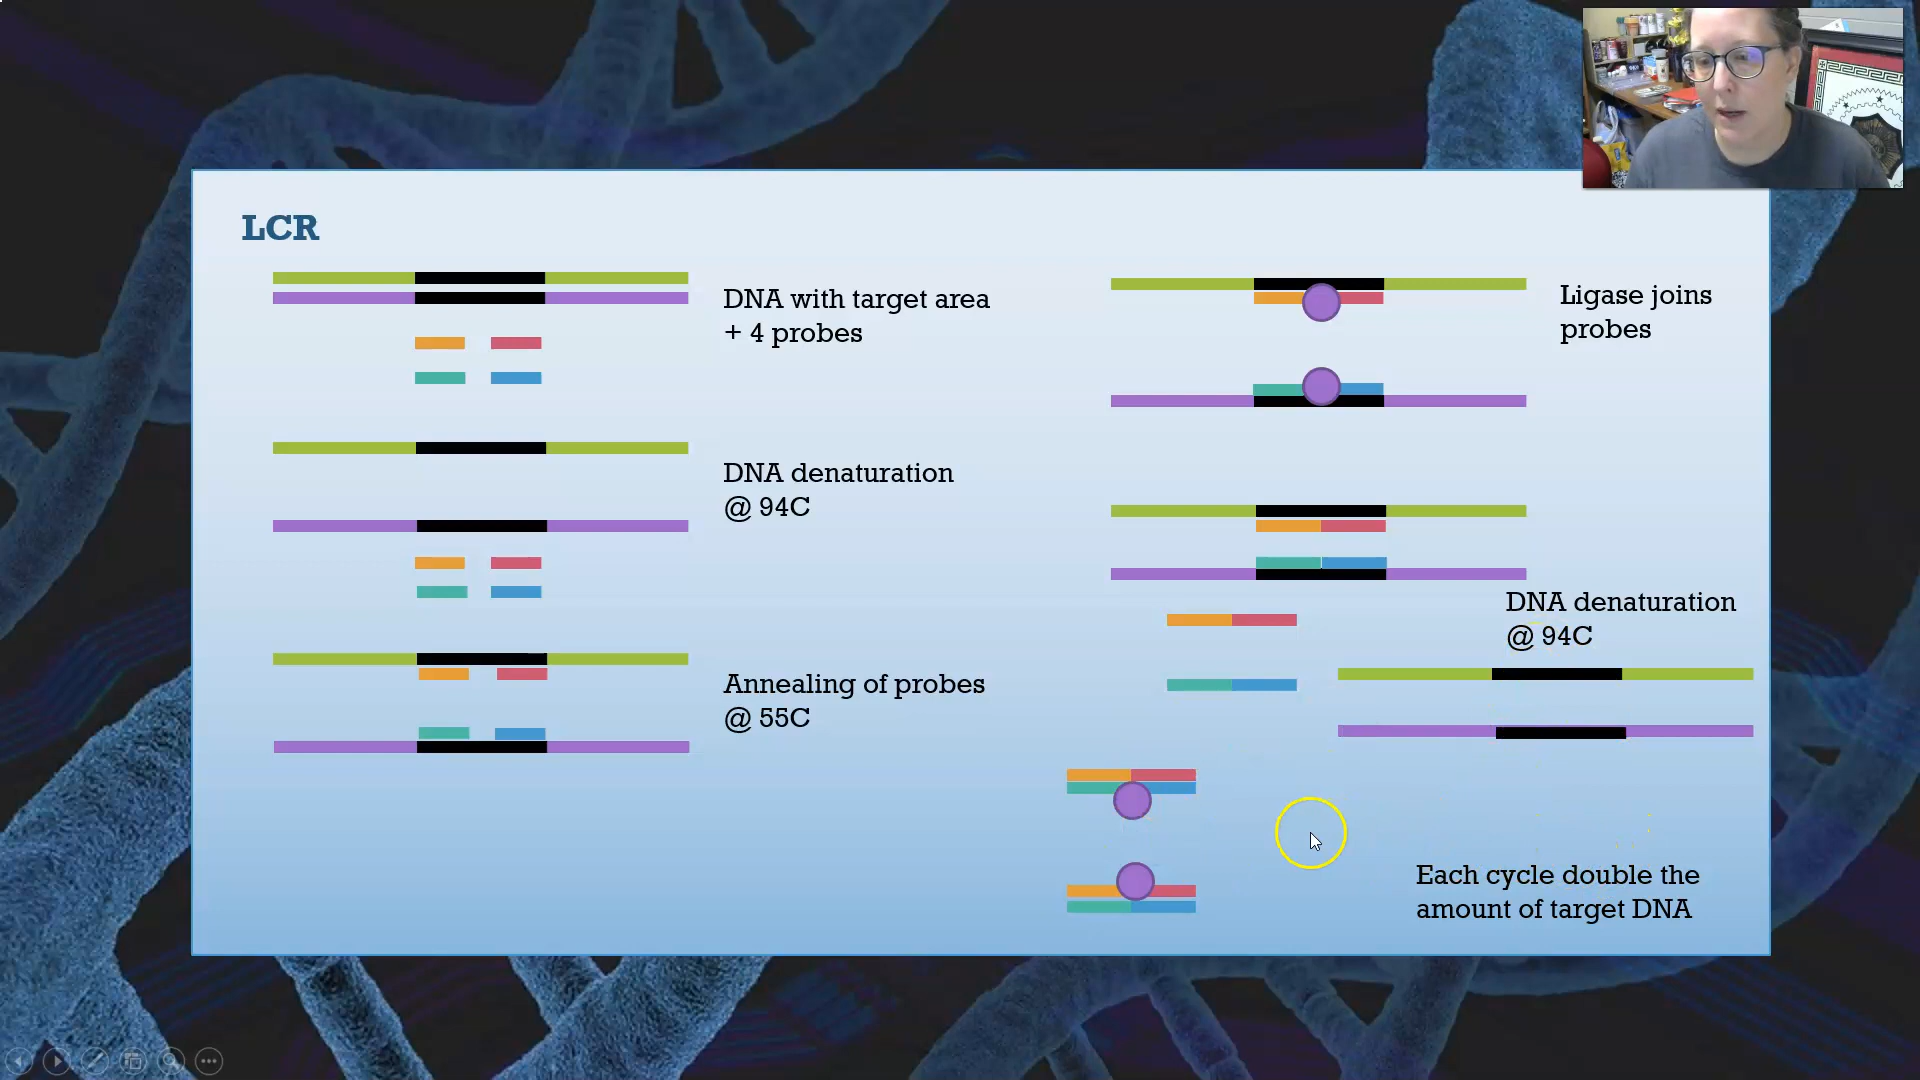 LCR
DNA with target area
+ 4 probes
DNA denaturation
@ 94C
Annealing of probes
@ 55C
Ligase joins
probes
DNA denaturation
@ 94C
Each cycle double the
amount of target DNA